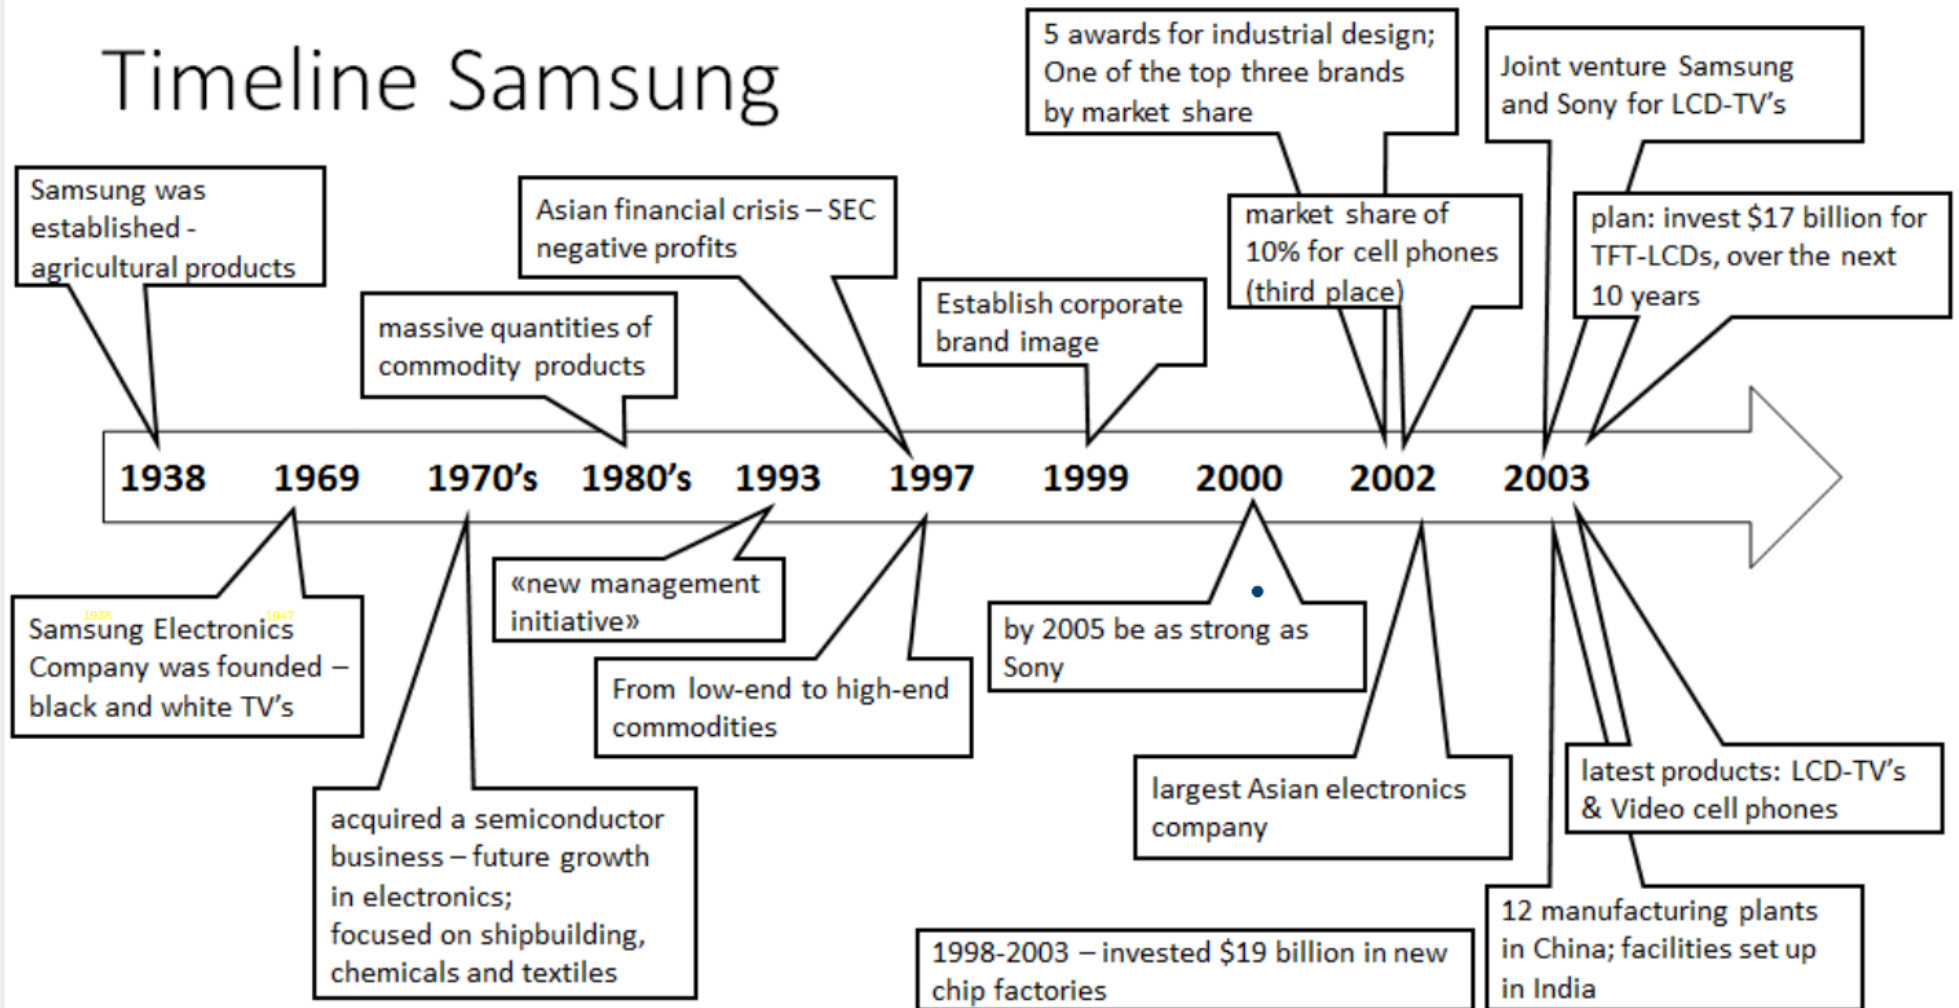 Timeline Samsung
5 awards for industrial design;
One of the top three brands
by market share
Joint venture Samsung
and Sony for LCD-TV's
Samsung was
established -
agricultural products
Asian financial crisis – SEC
negative profits
market share of
10% for cell phones
(third place)
plan: invest $17 billion for
TFT-LCDs, over the next
10 years
massive quantities of
commodity products
Establish corporate
brand image
1938 1969 1970’s 1980’s 1993 1997 1999 2000 2002 2003
«new management
initiative»
1938 1947
Samsung Electronics
Company was founded –
black and white TV’s
by 2005 be as strong as
Sony
From low-end to high-end
commodities
largest Asian electronics
company
latest products: LCD-TV’s
& Video cell phones
acquired a semiconductor
business – future growth
in electronics;
focused on shipbuilding,
chemicals and textiles
1998-2003 – invested $19 billion in new
chip factories
12 manufacturing plants
in China; facilities set up
in India